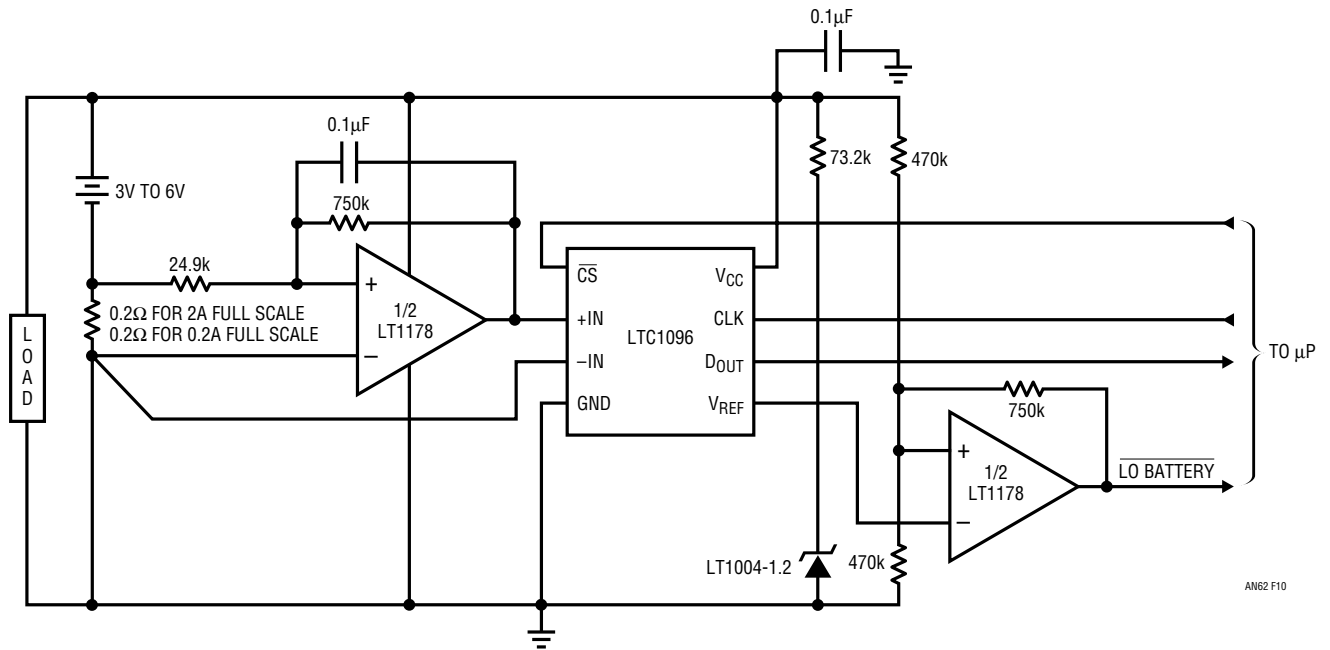 0.1µF
0.1µF
73.2k
470k
3V TO 6V
750k
24.9k
0.2Ω FOR 2A FULL SCALE
0.2Ω FOR 0.2A FULL SCALE
L
O
A
D
+
1/2
LT1178
–
CS
+IN
–IN
GND
LTC1096
VCC
CLK
DOUT
VREF
TO µP
750k
+
1/2
LT1178
–
LO BATTERY
LT1004-1.2
470k
AN62 F10